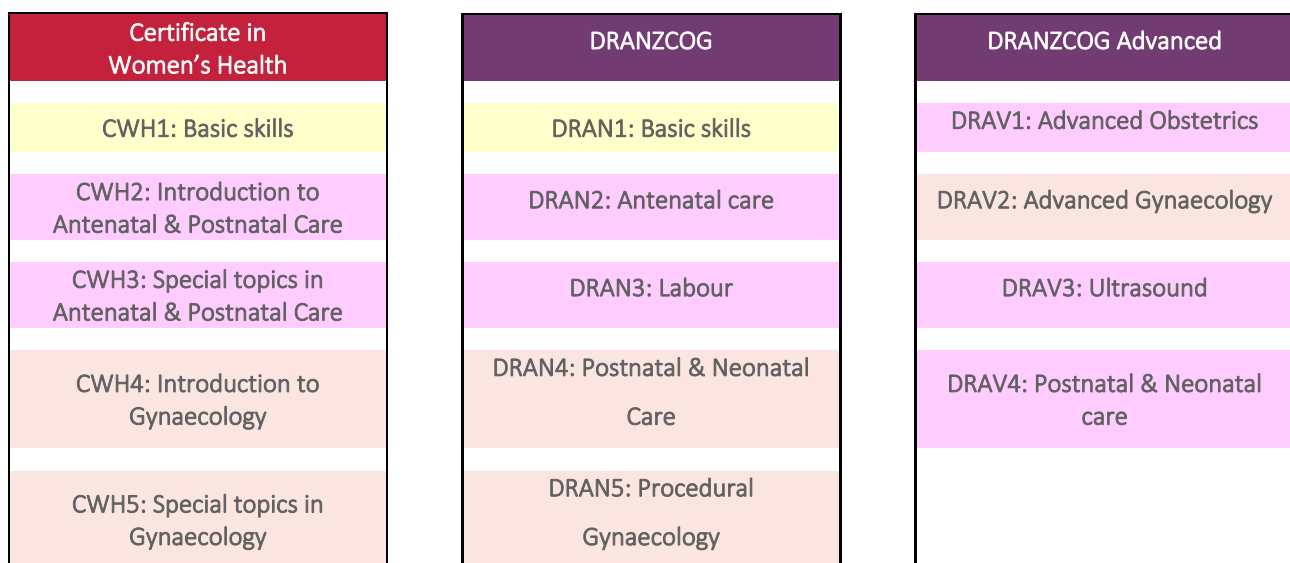 Certificate in
Women’s Health
CWH1: Basic skills
CWH2: Introduction to
Antenatal & Postnatal Care
CWH3: Special topics in
Antenatal & Postnatal Care
CWH4: Introduction to
Gynaecology
CWH5: Special topics in
Gynaecology
DRANZCOG
DRAN1: Basic skills
DRAN2: Antenatal care
DRAN3: Labour
DRAN4: Postnatal & Neonatal
Care
DRAN5: Procedural
Gynaecology
DRANZCOG Advanced
DRAV1: Advanced Obstetrics
DRAV2: Advanced Gynaecology
DRAV3: Ultrasound
DRAV4: Postnatal & Neonatal
care